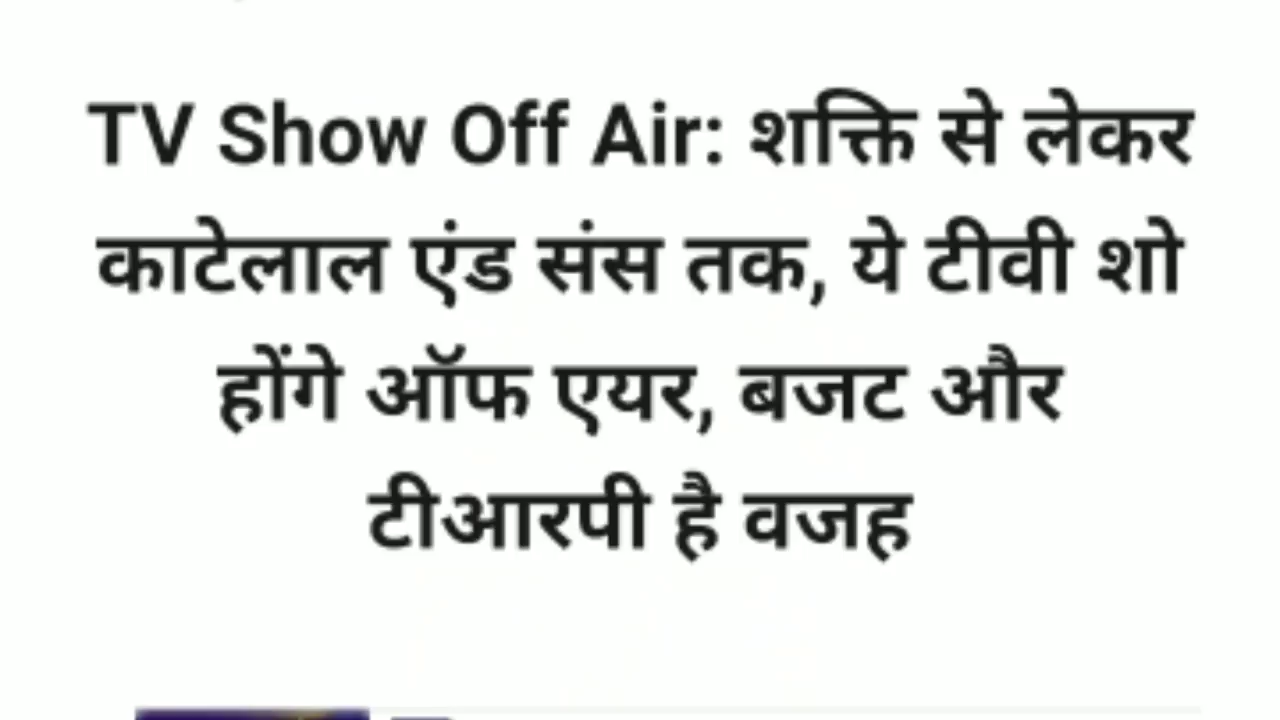 TV Show Off Air: शक्ति से लेकर
काटेलाल एंड संस तक, ये टीवी शो
होंगे ऑफ एयर, बजट और
टीआरपी है वजह